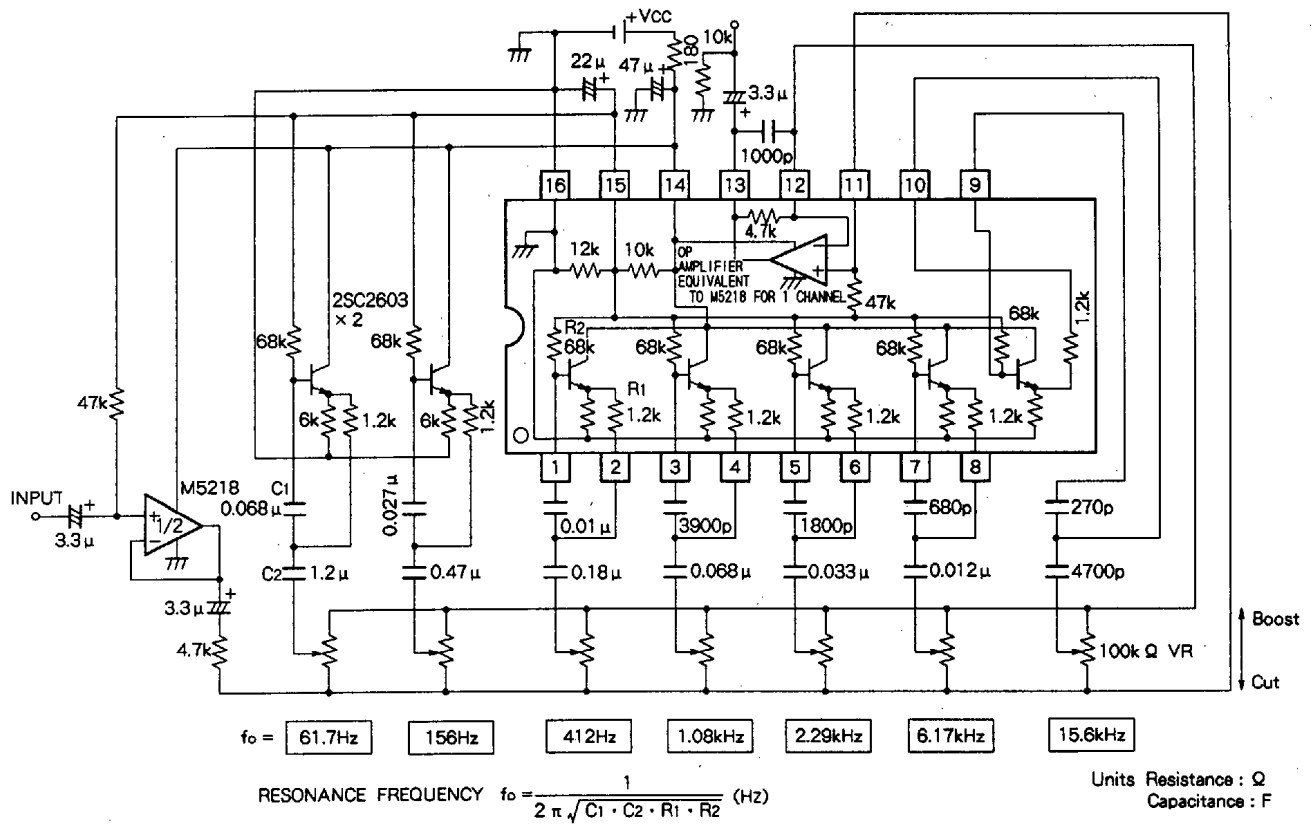 +VCC
10k
180
22μ
47μ
3.3μ
1000p
16
15
14
13
12
11
10
9
4.7k
12k
10k
OP
AMPLIFIER
EQUIVALENT
TO M5218 FOR 1 CHANNEL
47k
1.2k
2SC2603
× 2
68k
68k
R2
68k
68k
68k
68k
68k
R1
47k
6k
1.2k
6k
1.2k
1.2k
1.2k
1.2k
1.2k
1
2
3
4
5
6
7
8
INPUT
M5218
C1
0.068μ
0.027μ
0.01μ
3900p
1800p
680p
270p
1/2
3.3μ
C2
1.2μ
0.47μ
0.18μ
0.068μ
0.033μ
0.012μ
4700p
3.3μ
Boost
4.7k
100kΩ VR
Cut
fo = 61.7Hz 156Hz 412Hz 1.08kHz 2.29kHz 6.17kHz 15.6kHz
RESONANCE FREQUENCY fo = 1 / 2π√C1・C2・R1・R2 (Hz)
Units Resistance : Ω
Capacitance : F